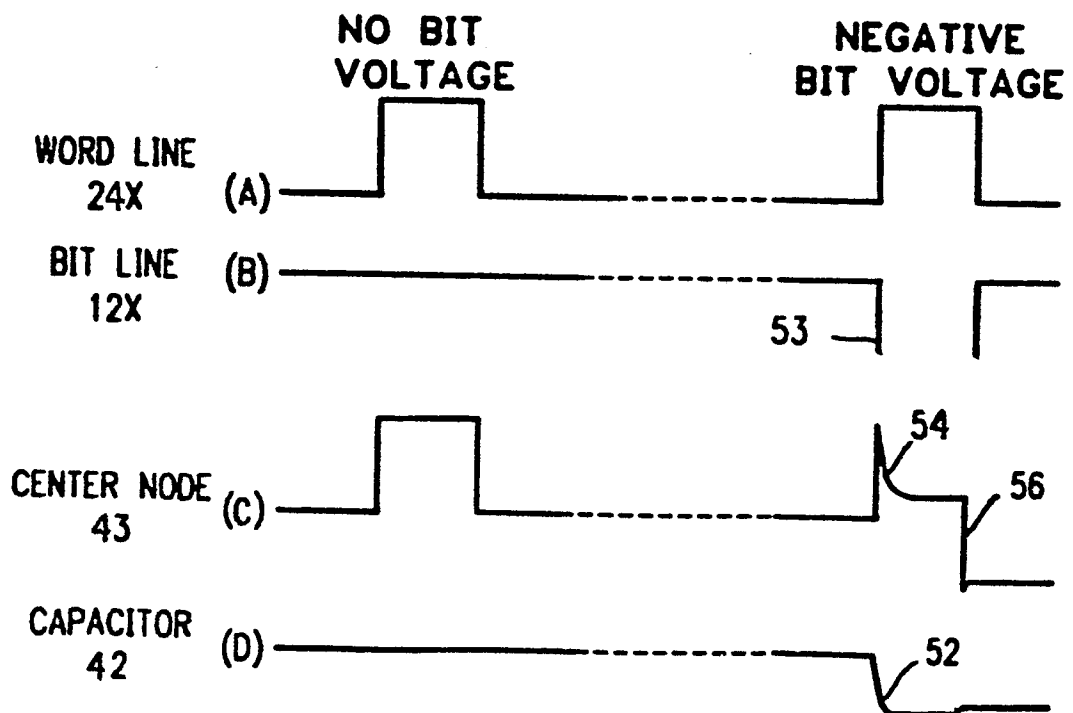 NO BIT
VOLTAGE
NEGATIVE
BIT VOLTAGE
WORD LINE
24X
(A)
BIT LINE
12X
(B)
53
CENTER NODE
43
(C)
54
56
CAPACITOR
42
(D)
52